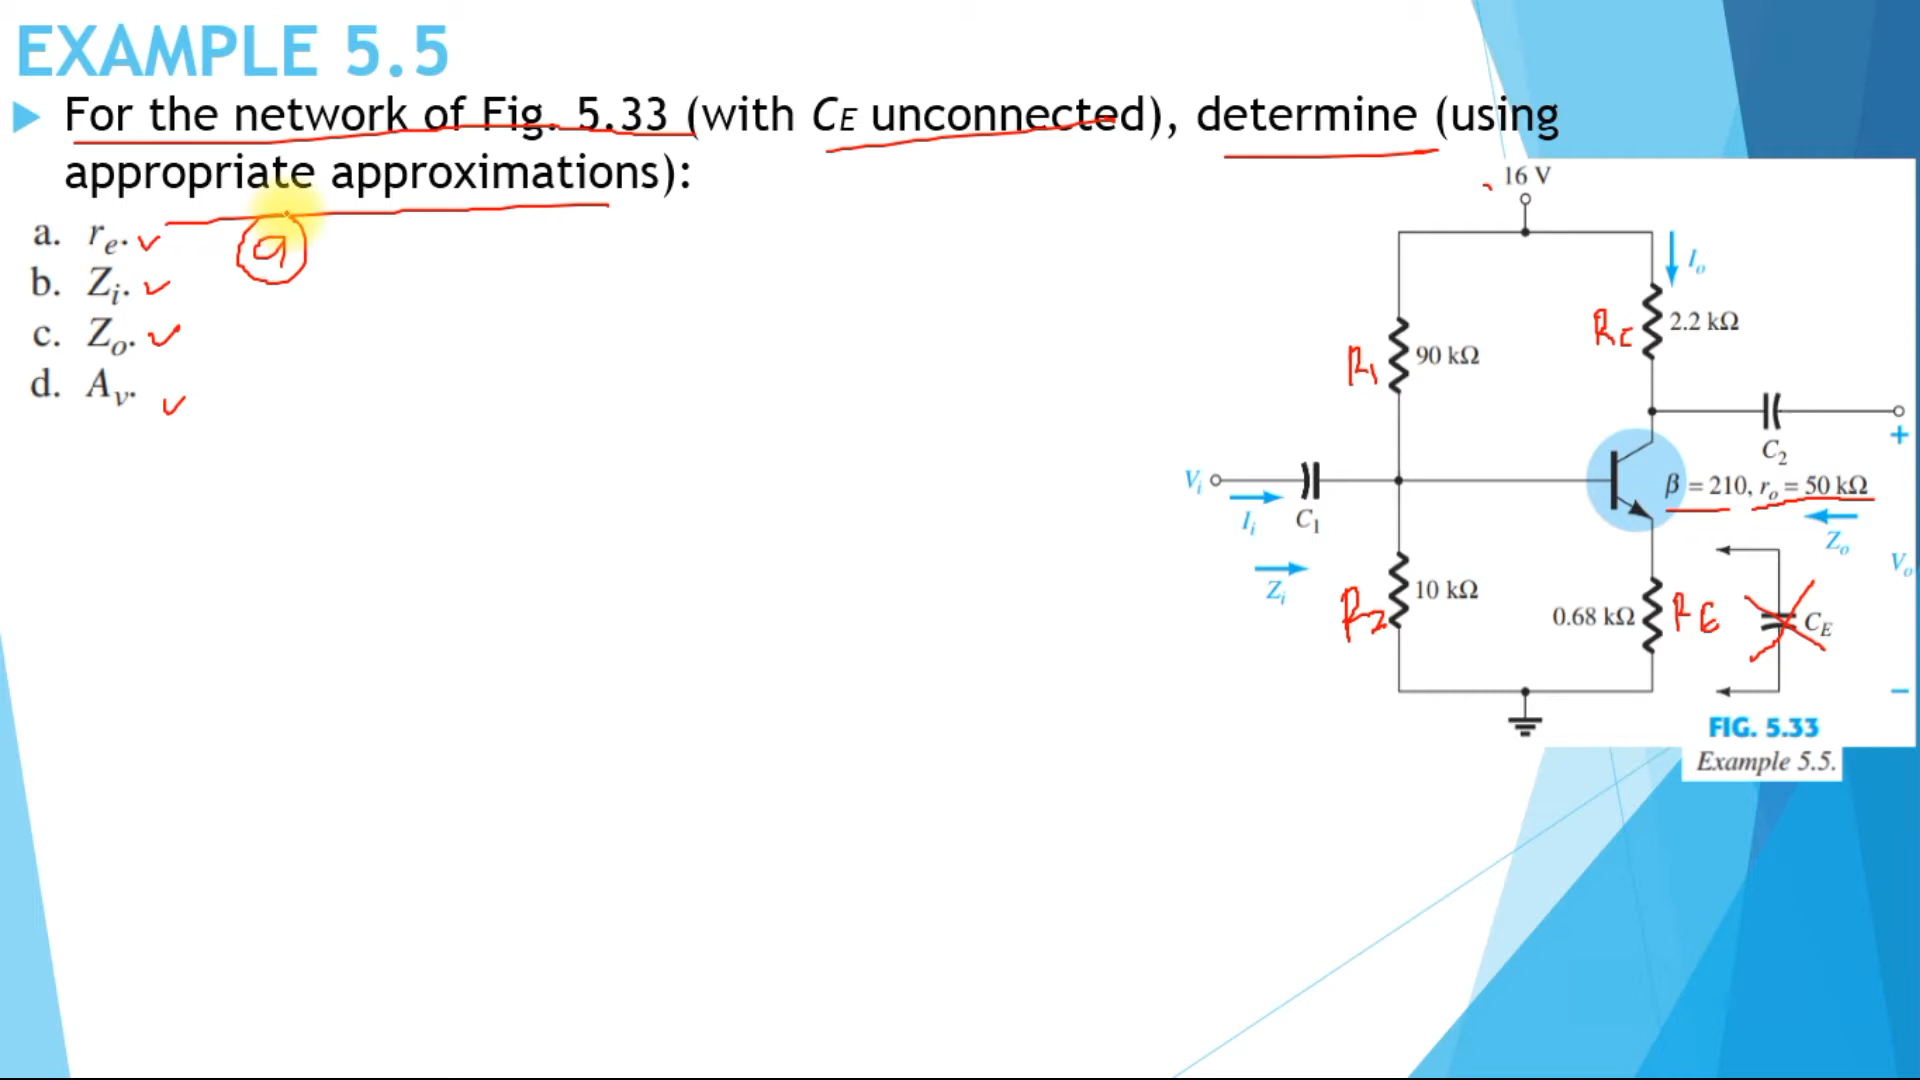 EXAMPLE 5.5
For the network of Fig. 5.33 (with CE unconnected), determine (using
appropriate approximations):
a. re.
b. Zi.
c. Zo.
d. Av.
a
16 V
Io
RC
2.2 kΩ
R1
90 kΩ
C2
+
Vi
Ii
C1
β = 210, ro = 50 kΩ
Zo
Vo
Zi
R2
10 kΩ
0.68 kΩ
RE
CE
−
FIG. 5.33
Example 5.5.